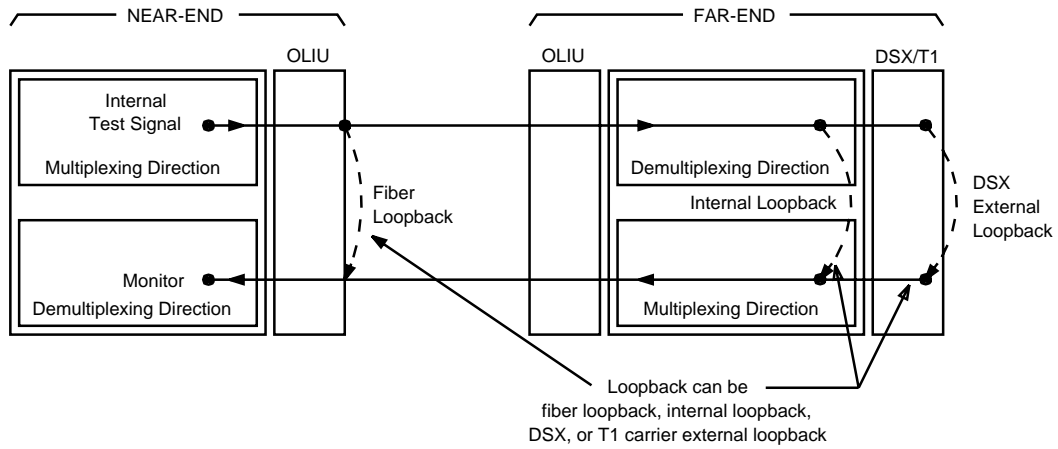 NEAR-END
FAR-END
OLIU
OLIU
DSX/T1
Internal
Test Signal
Multiplexing Direction
Demultiplexing Direction
Fiber
Loopback
Internal Loopback
DSX
External
Loopback
Monitor
Demultiplexing Direction
Multiplexing Direction
Loopback can be
fiber loopback, internal loopback,
DSX, or T1 carrier external loopback